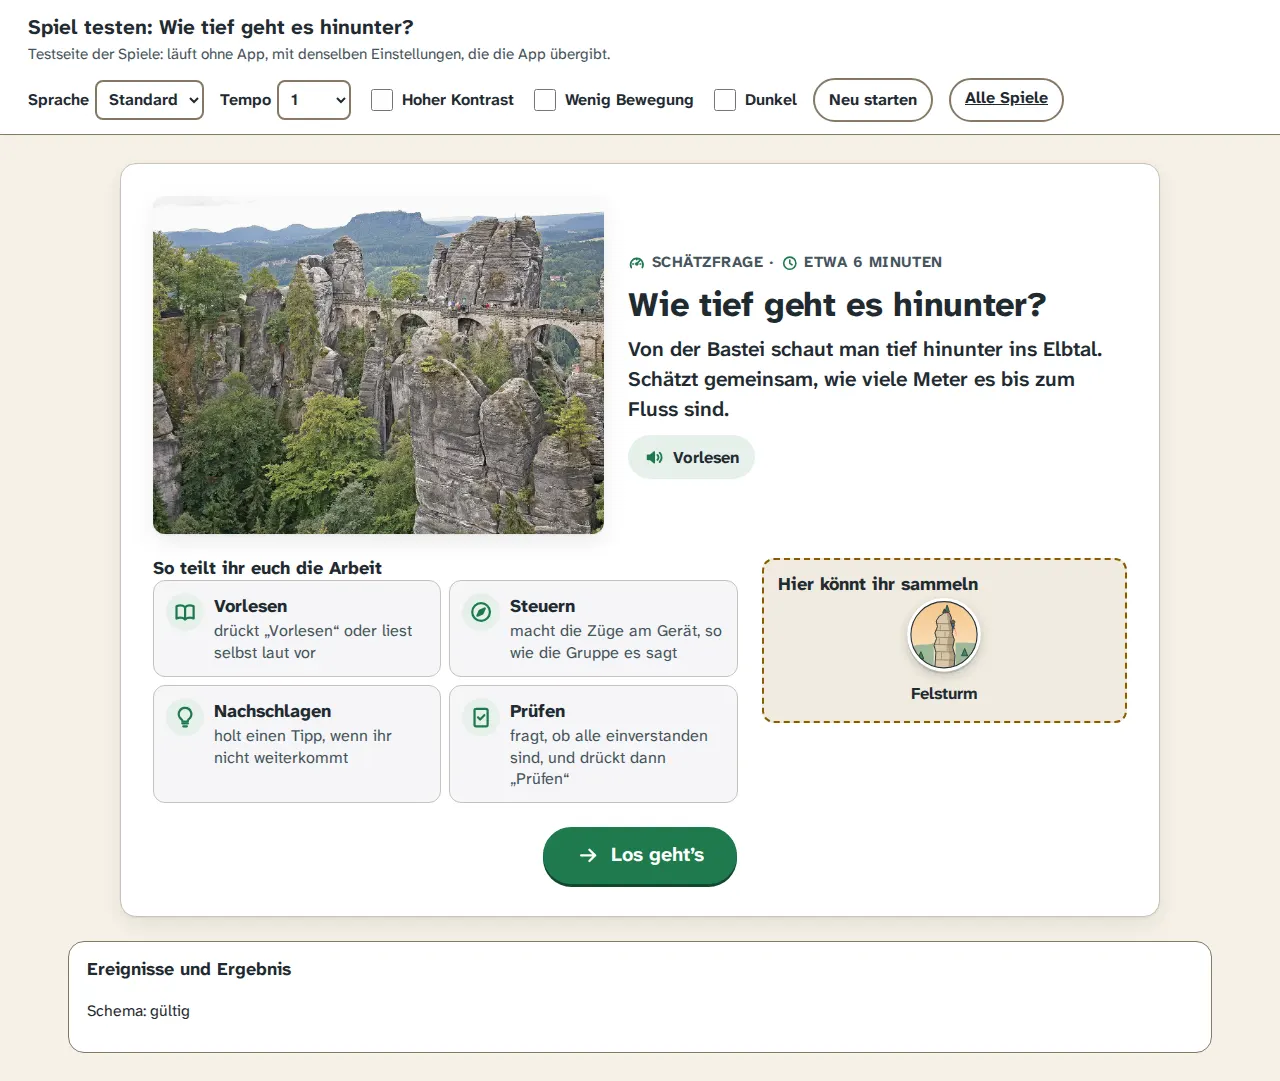 Spiel testen: Wie tief geht es hinunter?
Testseite der Spiele: läuft ohne App, mit denselben Einstellungen, die die App übergibt.
Sprache Standard Tempo 1 Hoher Kontrast Wenig Bewegung Dunkel Neu starten Alle Spiele
SCHÄTZFRAGE · ETWA 6 MINUTEN
Wie tief geht es hinunter?
Von der Bastei schaut man tief hinunter ins Elbtal.
Schätzt gemeinsam, wie viele Meter es bis zum
Fluss sind.
Vorlesen
So teilt ihr euch die Arbeit
Vorlesen
drückt „Vorlesen“ oder liest
selbst laut vor
Steuern
macht die Züge am Gerät, so
wie die Gruppe es sagt
Nachschlagen
holt einen Tipp, wenn ihr
nicht weiterkommt
Prüfen
fragt, ob alle einverstanden
sind, und drückt dann
„Prüfen“
Hier könnt ihr sammeln
Felsturm
Los geht’s
Ereignisse und Ergebnis
Schema: gültig